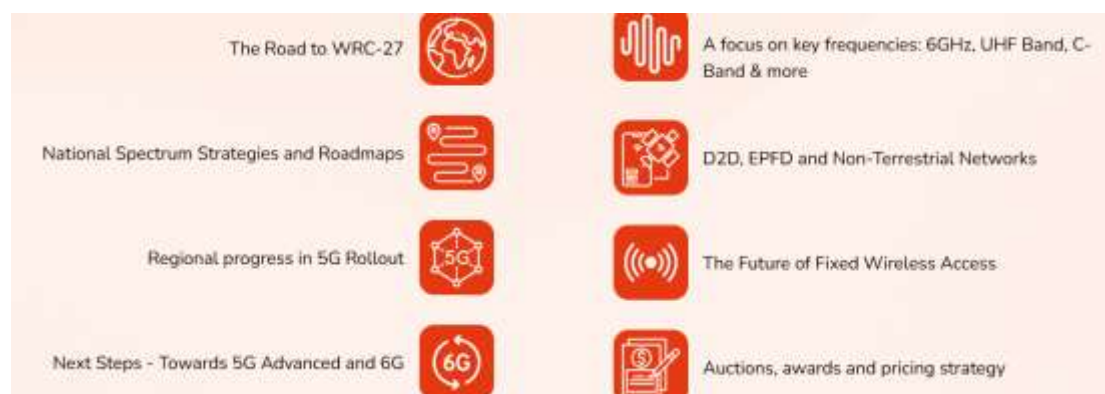 The Road to WRC-27
A focus on key frequencies: 6GHz, UHF Band, C-
Band & more
National Spectrum Strategies and Roadmaps
D2D, EPFD and Non-Terrestrial Networks
Regional progress in 5G Rollout
5G
The Future of Fixed Wireless Access
Next Steps - Towards 5G Advanced and 6G
6G
Auctions, awards and pricing strategy